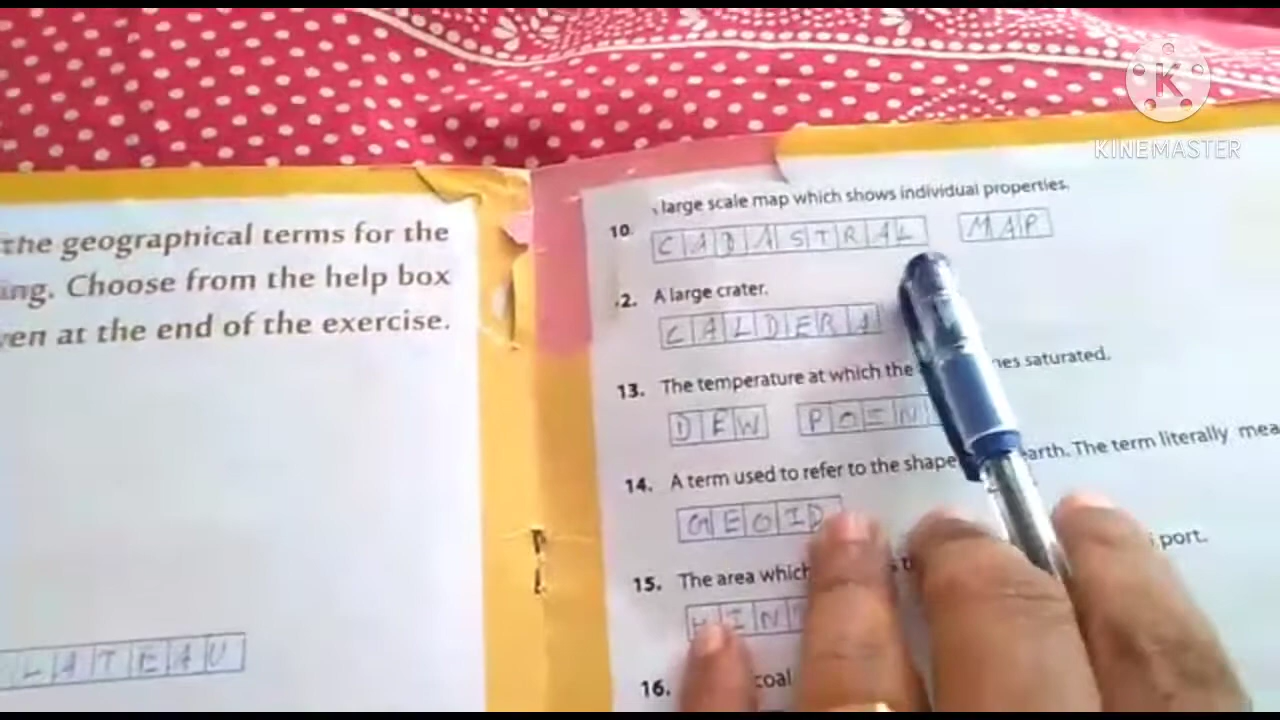 K
KINEMASTER
the geographical terms for the
ing. Choose from the help box
ven at the end of the exercise.
LATEAU
10. large scale map which shows individual properties.
CADASTRAL MAP
2. A large crater.
CALDERA
13. The temperature at which the nes saturated.
DEW POIN
14. A term used to refer to the shape earth. The term literally mea
GEOID
15. The area which port.
HIN
16. coal